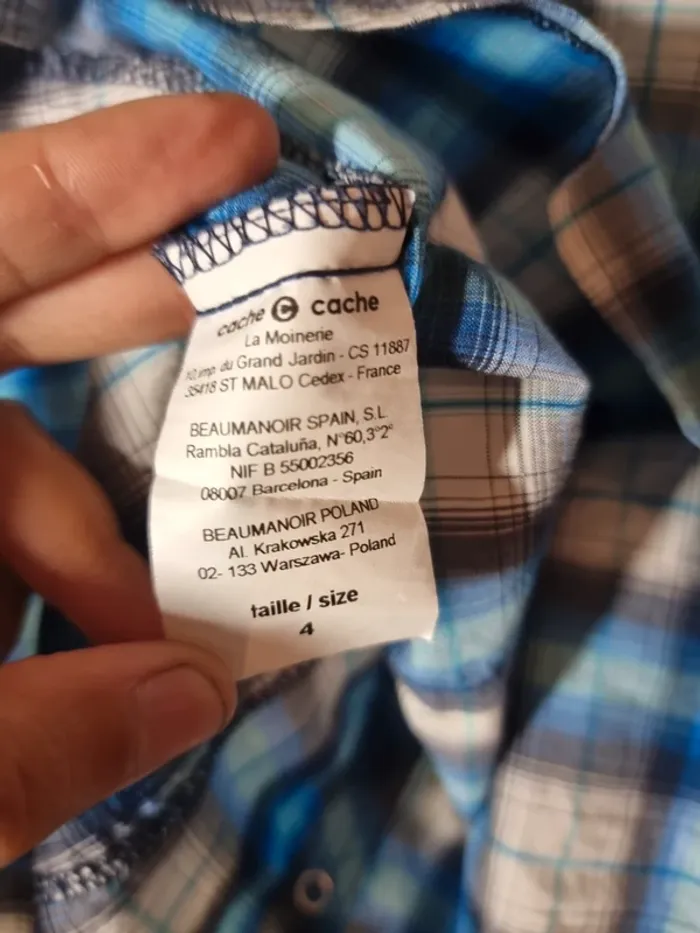 cache C cache
La Moinerie
10,imp. du Grand Jardin - CS 11887
35418 ST MALO Cedex - France
BEAUMANOIR SPAIN, S.L
Rambla Cataluña, N°60,3°2ª
NIF B 55002356
08007 Barcelona - Spain
BEAUMANOIR POLAND
Al. Krakowska 271
02- 133 Warszawa- Poland
taille / size
4